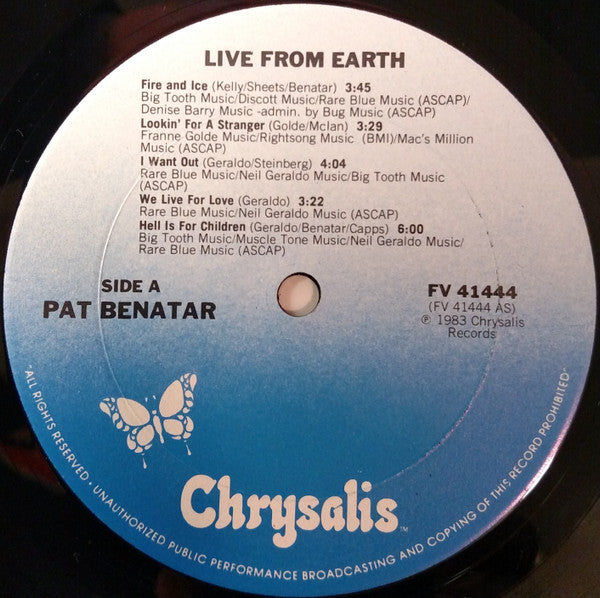 LIVE FROM EARTH
Fire and Ice (Kelly/Sheets/Benatar) 3:45
Big Tooth Music/Discott Music/Rare Blue Music (ASCAP)/
Denise Barry Music -admin. by Bug Music (ASCAP)
Lookin' For A Stranger (Golde/McIan) 3:29
Franne Golde Music/Rightsong Music (BMI)/Mac's Million
Music (ASCAP)
I Want Out (Geraldo/Steinberg) 4:04
Rare Blue Music/Neil Geraldo Music/Big Tooth Music
(ASCAP)
We Live For Love (Geraldo) 3:22
Rare Blue Music/Neil Geraldo Music (ASCAP)
Hell Is For Children (Geraldo/Benatar/Capps) 6:00
Big Tooth Music/Muscle Tone Music/Neil Geraldo Music/
Rare Blue Music (ASCAP)
SIDE A
PAT BENATAR
FV 41444
(FV 41444 AS)
℗ 1983 Chrysalis
Records
Chrysalis™
"ALL RIGHTS RESERVED • UNAUTHORIZED PUBLIC PERFORMANCE BROADCASTING AND COPYING OF THIS RECORD PROHIBITED"